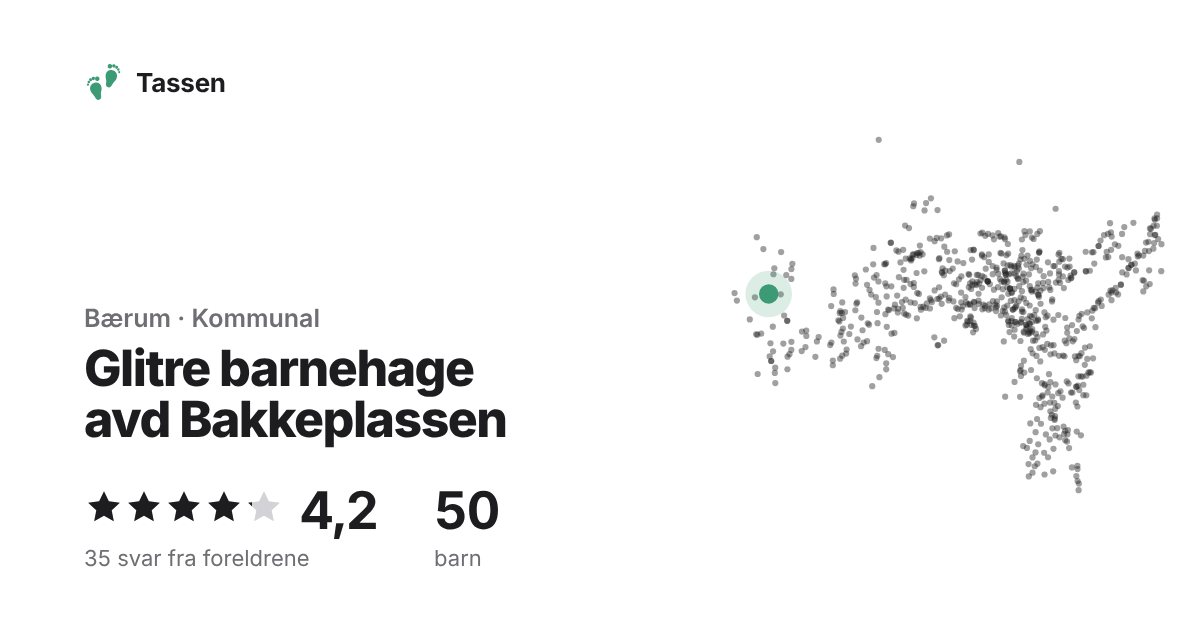 Tassen
Bærum · Kommunal
Glitre barnehage
avd Bakkeplassen
4,2
50
35 svar fra foreldrene
barn